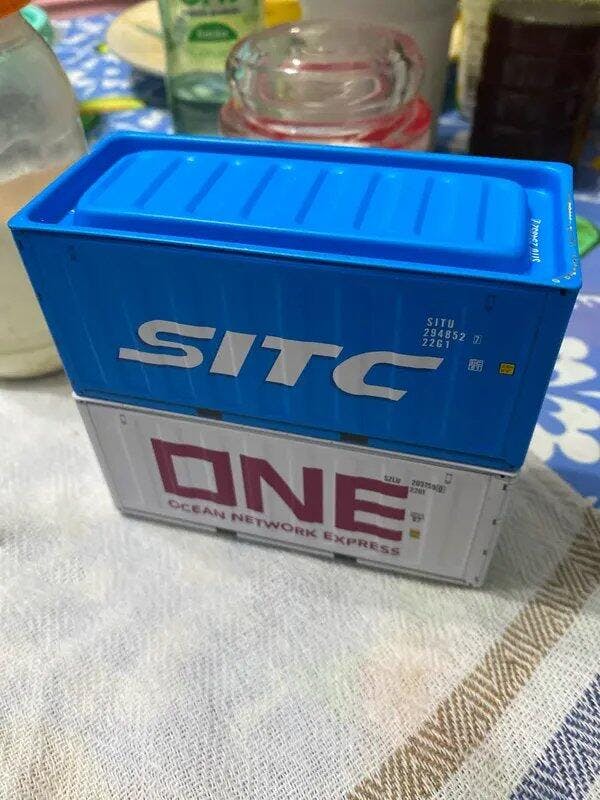 SITC
SITU
294852 7
22G1
ONE
OCEAN NETWORK EXPRESS